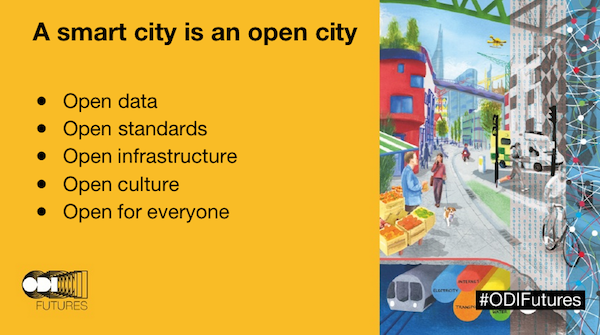 A smart city is an open city
Open data
Open standards
Open infrastructure
Open culture
Open for everyone
ODI
FUTURES
INTERNET
ELECTRICITY
TRANSIT
WATER
#ODIFutures